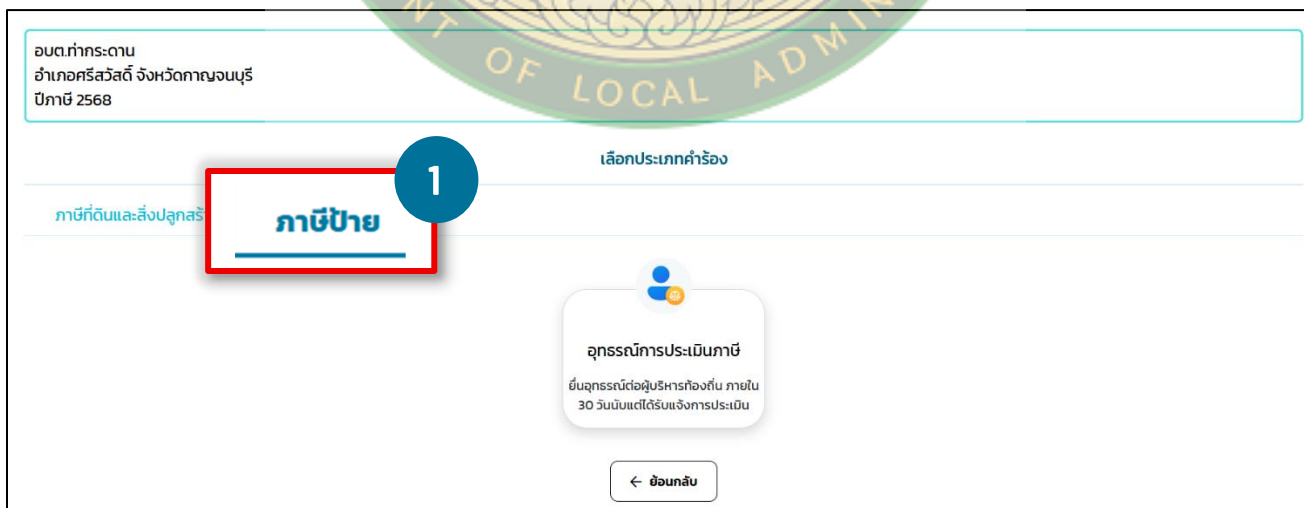 OF LOCAL ADMIN
อบต.ท่ากระดาน
อำเภอศรีสวัสดิ์ จังหวัดกาญจนบุรี
ปีภาษี 2568
เลือกประเภทคำร้อง
1
ภาษีที่ดินและสิ่งปลูกสร้
ภาษีป้าย
อุทธรณ์การประเมินภาษี
ยื่นอุทธรณ์ต่อผู้บริหารท้องถิ่น ภายใน
30 วันนับแต่ได้รับแจ้งการประเมิน
← ย้อนกลับ